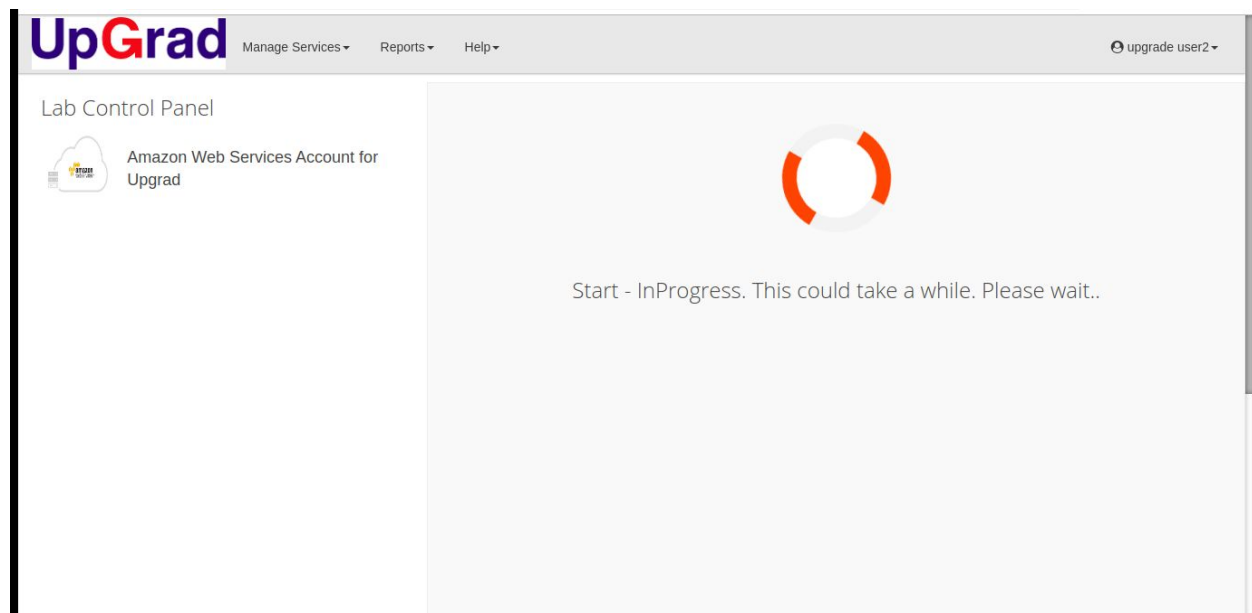 UpGrad
Manage Services
Reports
Help
upgrade user2
Lab Control Panel
Amazon Web Services Account for
Upgrad
amazon
Start - InProgress. This could take a while. Please wait..